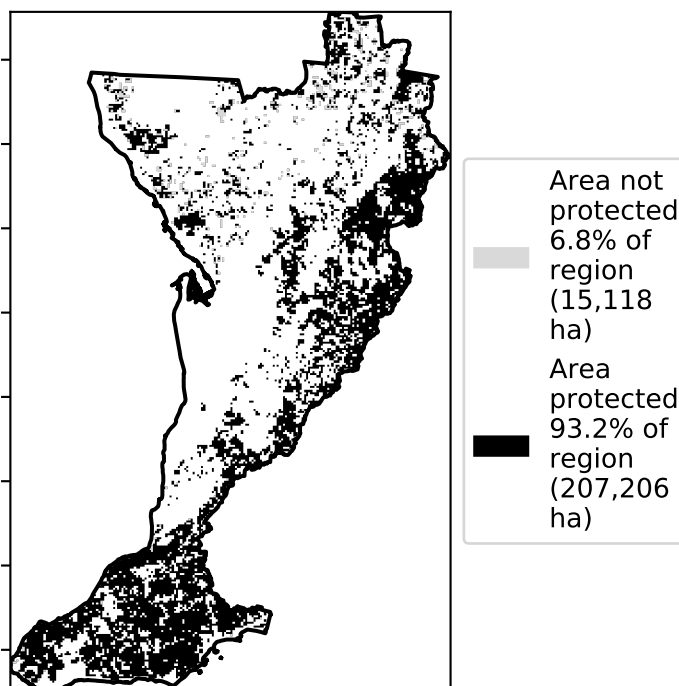 Area not
protected
6.8% of
region
(15,118
ha)
Area
protected
93.2% of
region
(207,206
ha)